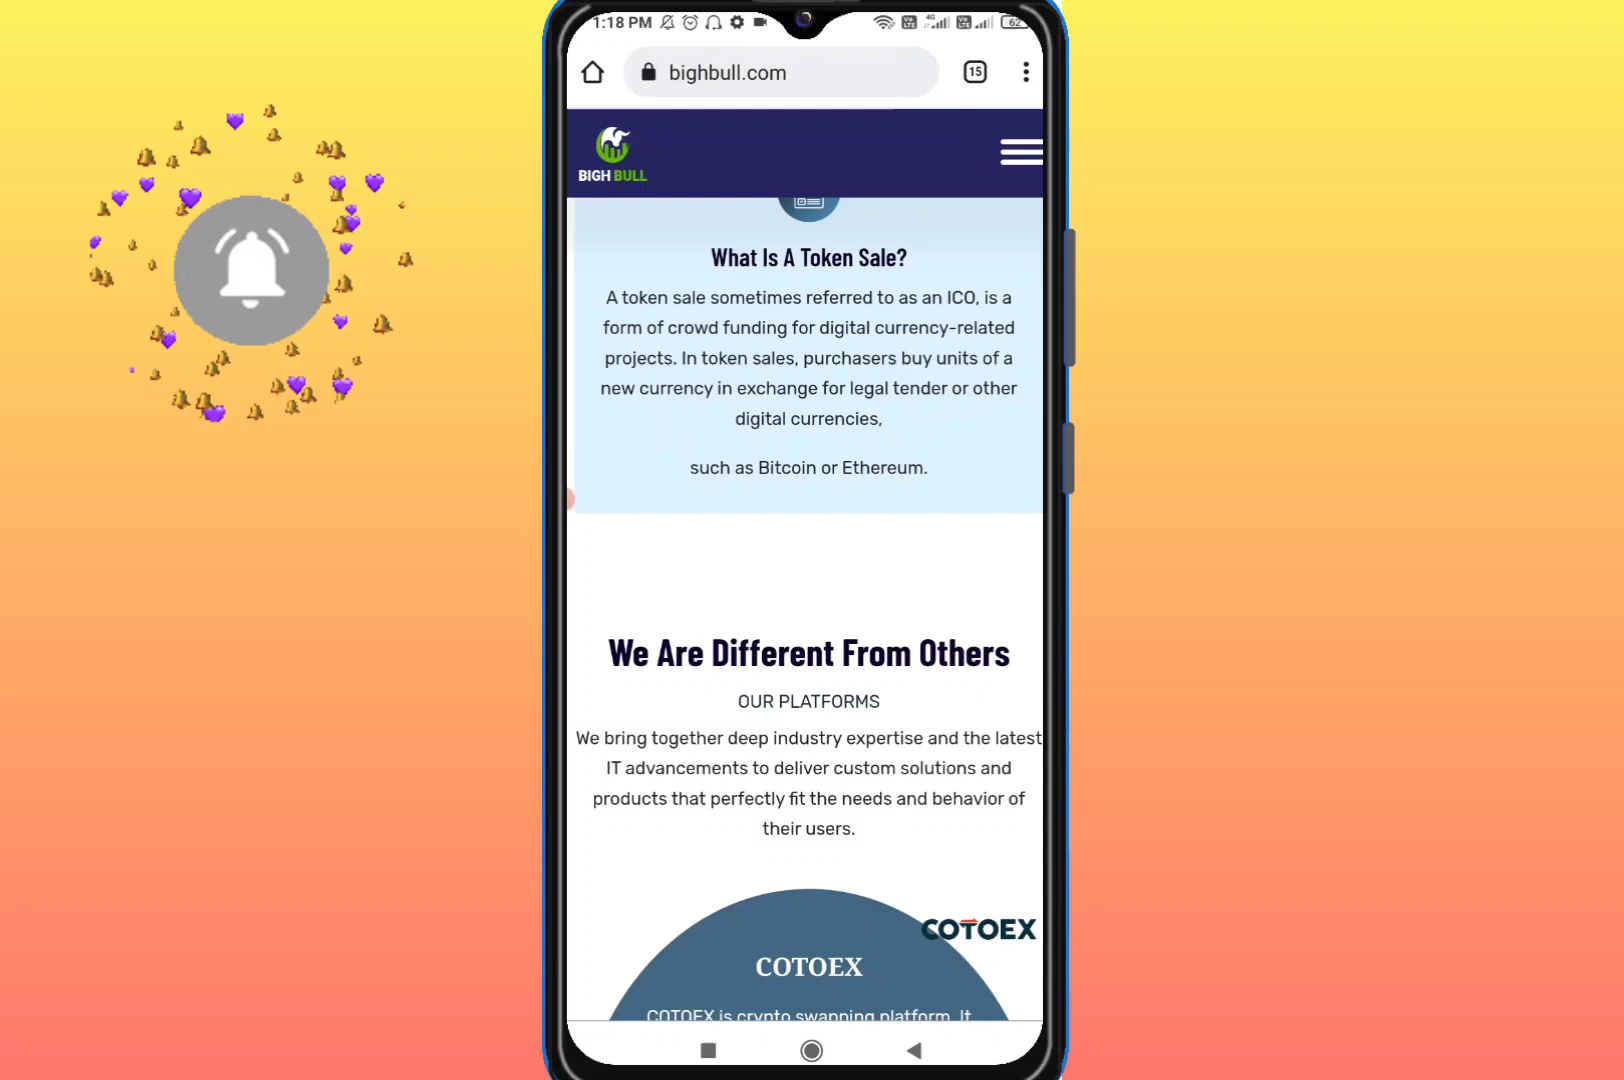 1:18 PM
4G
62
bighbull.com
15
BIGH BULL
What Is A Token Sale?
A token sale sometimes referred to as an ICO, is a
form of crowd funding for digital currency-related
projects. In token sales, purchasers buy units of a
new currency in exchange for legal tender or other
digital currencies,
such as Bitcoin or Ethereum.
We Are Different From Others
OUR PLATFORMS
We bring together deep industry expertise and the latest
IT advancements to deliver custom solutions and
products that perfectly fit the needs and behavior of
their users.
COTOEX
COTOEX
COTOEX is crypto swapping platform. It